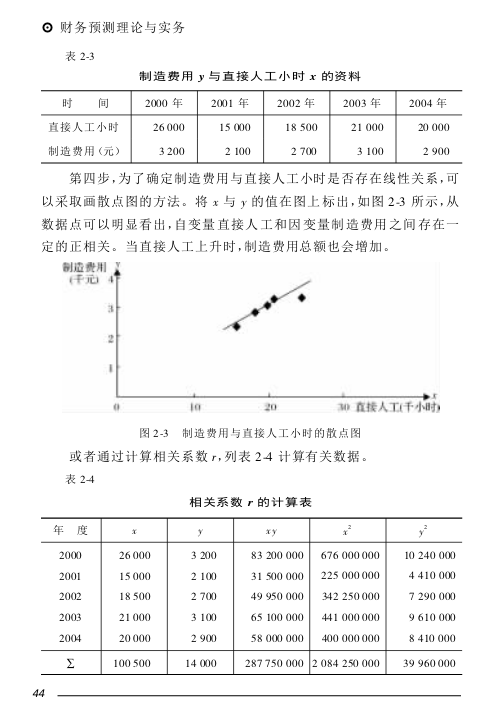 财务预测理论与实务
表 2-3
制造费用 y 与直接人工小时 x 的资料
时 间 2000 年 2001 年 2002 年 2003 年 2004 年
直接人工小时 26 000 15 000 18 500 21 000 20 000
制造费用(元) 3 200 2 100 2 700 3 100 2 900
第四步,为了确定制造费用与直接人工小时是否存在线性关系,可
以采取画散点图的方法。将 x 与 y 的值在图上标出,如图 2-3 所示,从
数据点可以明显看出,自变量直接人工和因变量制造费用之间存在一
定的正相关。当直接人工上升时,制造费用总额也会增加。
制造费用 y
(千元) 4
3
2
1
0 10 20 30 直接人工(千小时) x
图 2-3 制造费用与直接人工小时的散点图
或者通过计算相关系数 r,列表 2-4 计算有关数据。
表 2-4
相关系数 r 的计算表
年 度 x y xy x² y²
2000 26 000 3 200 83 200 000 676 000 000 10 240 000
2001 15 000 2 100 31 500 000 225 000 000 4 410 000
2002 18 500 2 700 49 950 000 342 250 000 7 290 000
2003 21 000 3 100 65 100 000 441 000 000 9 610 000
2004 20 000 2 900 58 000 000 400 000 000 8 410 000
∑ 100 500 14 000 287 750 000 2 084 250 000 39 960 000
44